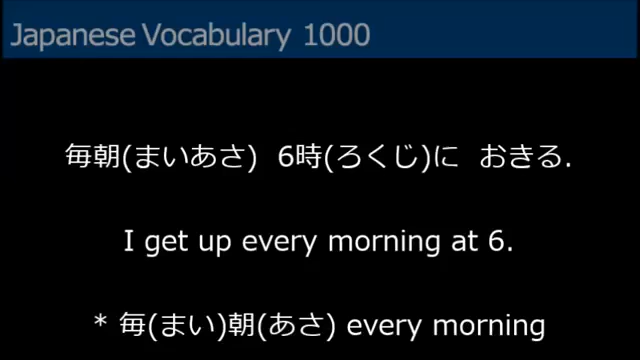 Japanese Vocabulary 1000
毎朝(まいあさ) 6時(ろくじ)に おきる.
I get up every morning at 6.
* 毎(まい)朝(あさ) every morning